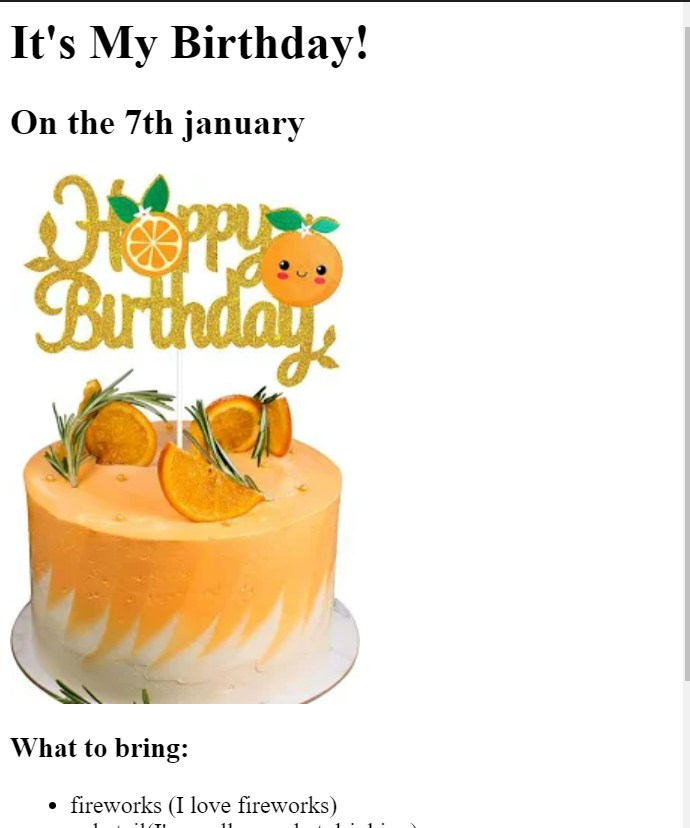 It's My Birthday!
On the 7th january
Happy
Birthday
What to bring:
fireworks (I love fireworks)